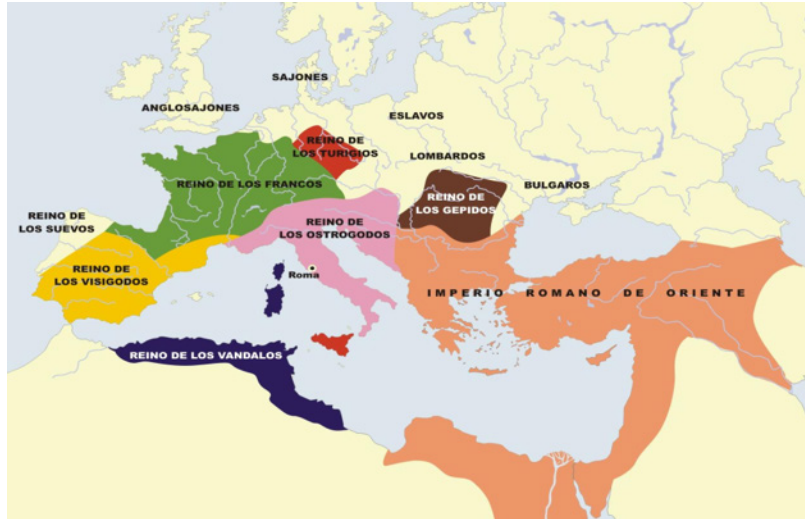 SAJONES
ANGLOSAJONES
ESLAVOS
REINO DE
LOS TURIGIOS
LOMBARDOS
REINO DE LOS FRANCOS
BULGAROS
REINO DE
LOS GEPIDOS
REINO DE
LOS SUEVOS
REINO DE
LOS OSTROGODOS
REINO DE
LOS VISIGODOS
Roma
IMPERIO ROMANO DE ORIENTE
REINO DE LOS VANDALOS